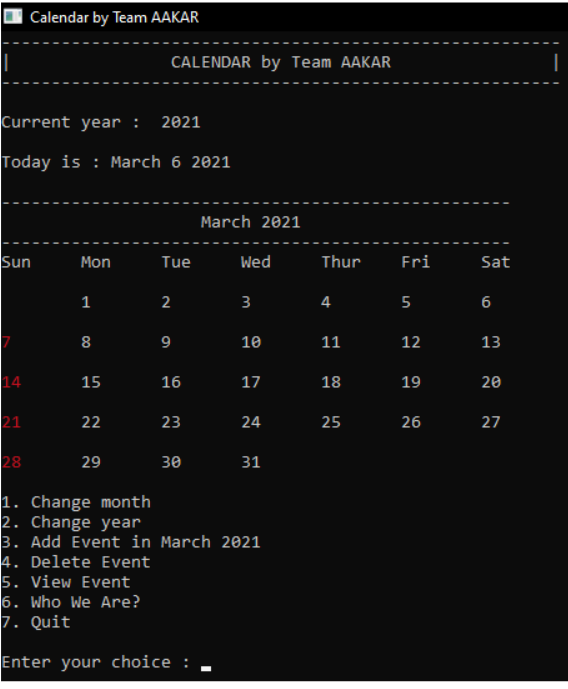 Calendar by Team AAKAR
CALENDAR by Team AAKAR
Current year : 2021
Today is : March 6 2021
March 2021
Sun Mon Tue Wed Thur Fri Sat
1 2 3 4 5 6
7 8 9 10 11 12 13
14 15 16 17 18 19 20
21 22 23 24 25 26 27
28 29 30 31
1. Change month
2. Change year
3. Add Event in March 2021
4. Delete Event
5. View Event
6. Who We Are?
7. Quit
Enter your choice :